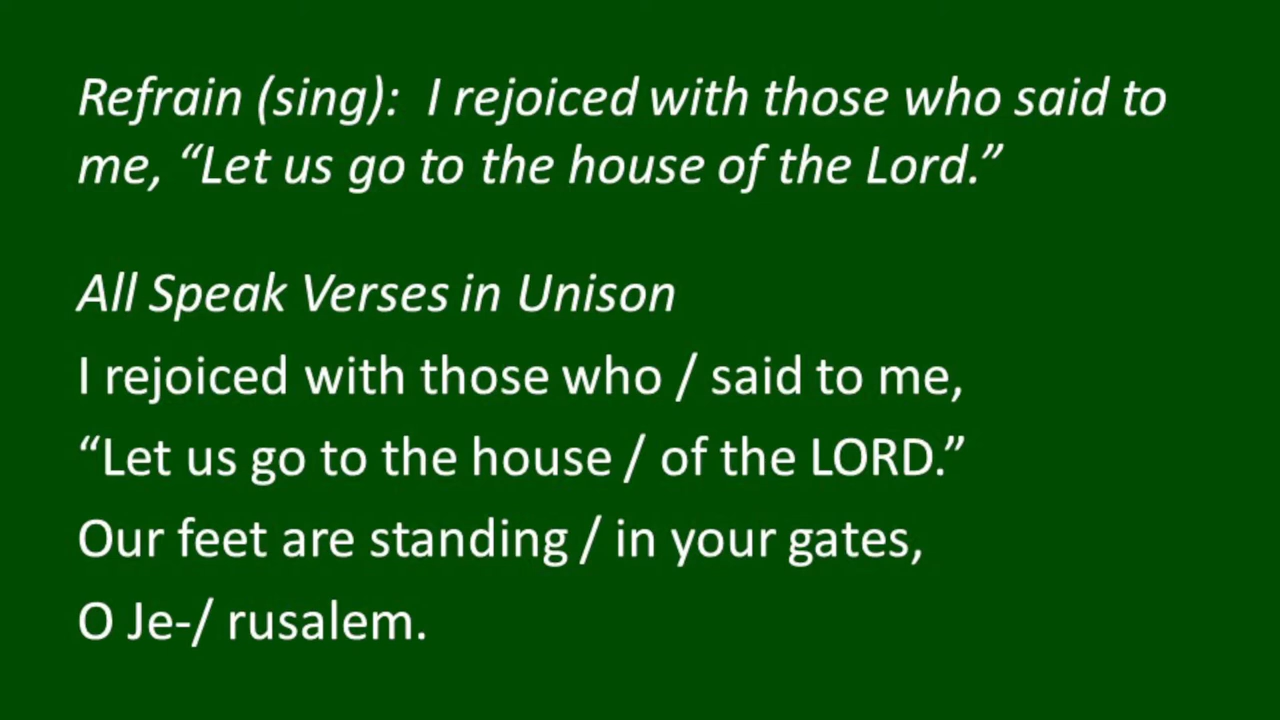 Refrain (sing):  I rejoiced with those who said to
me, “Let us go to the house of the Lord.”
All Speak Verses in Unison
I rejoiced with those who / said to me,
“Let us go to the house / of the LORD.”
Our feet are standing / in your gates,
O Je-/ rusalem.